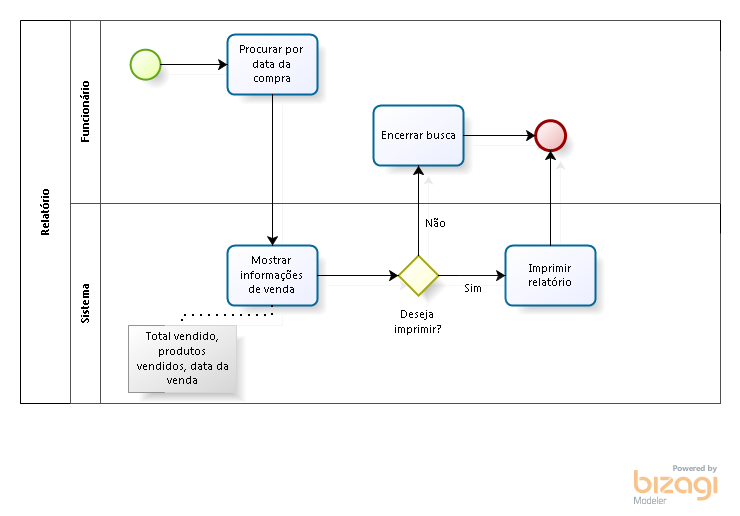 Relatório
Funcionário
Procurar por
data da
compra
Encerrar busca
Não
Sistema
Mostrar
informações
de venda
Deseja
imprimir?
Sim
Imprimir
relatório
Total vendido,
produtos
vendidos, data da
venda
Powered by
bizagi
Modeler